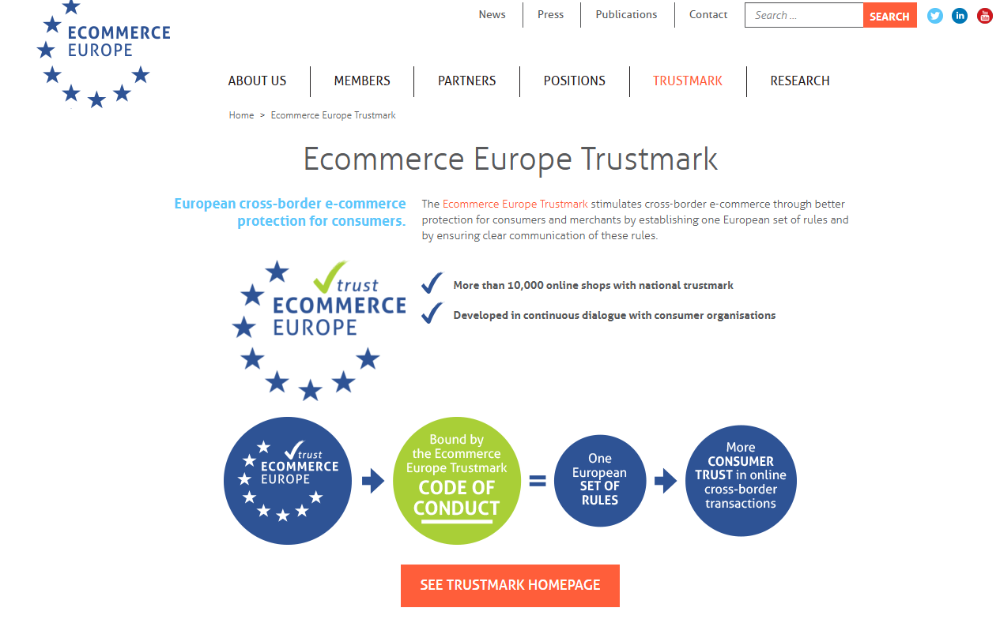 News
Press
Publications
Contact
Search ...
SEARCH
ECOMMERCE
EUROPE
ABOUT US
MEMBERS
PARTNERS
POSITIONS
TRUSTMARK
RESEARCH
Home > Ecommerce Europe Trustmark
Ecommerce Europe Trustmark
European cross-border e-commerce
protection for consumers.
The Ecommerce Europe Trustmark stimulates cross-border e-commerce through better
protection for consumers and merchants by establishing one European set of rules and
by ensuring clear communication of these rules.
trust
ECOMMERCE
EUROPE
More than 10,000 online shops with national trustmark
Developed in continuous dialogue with consumer organisations
trust
ECOMMERCE
EUROPE
Bound by
the Ecommerce
Europe Trustmark
CODE OF
CONDUCT
=
One
European
SET OF
RULES
More
CONSUMER
TRUST in online
cross-border
transactions
SEE TRUSTMARK HOMEPAGE